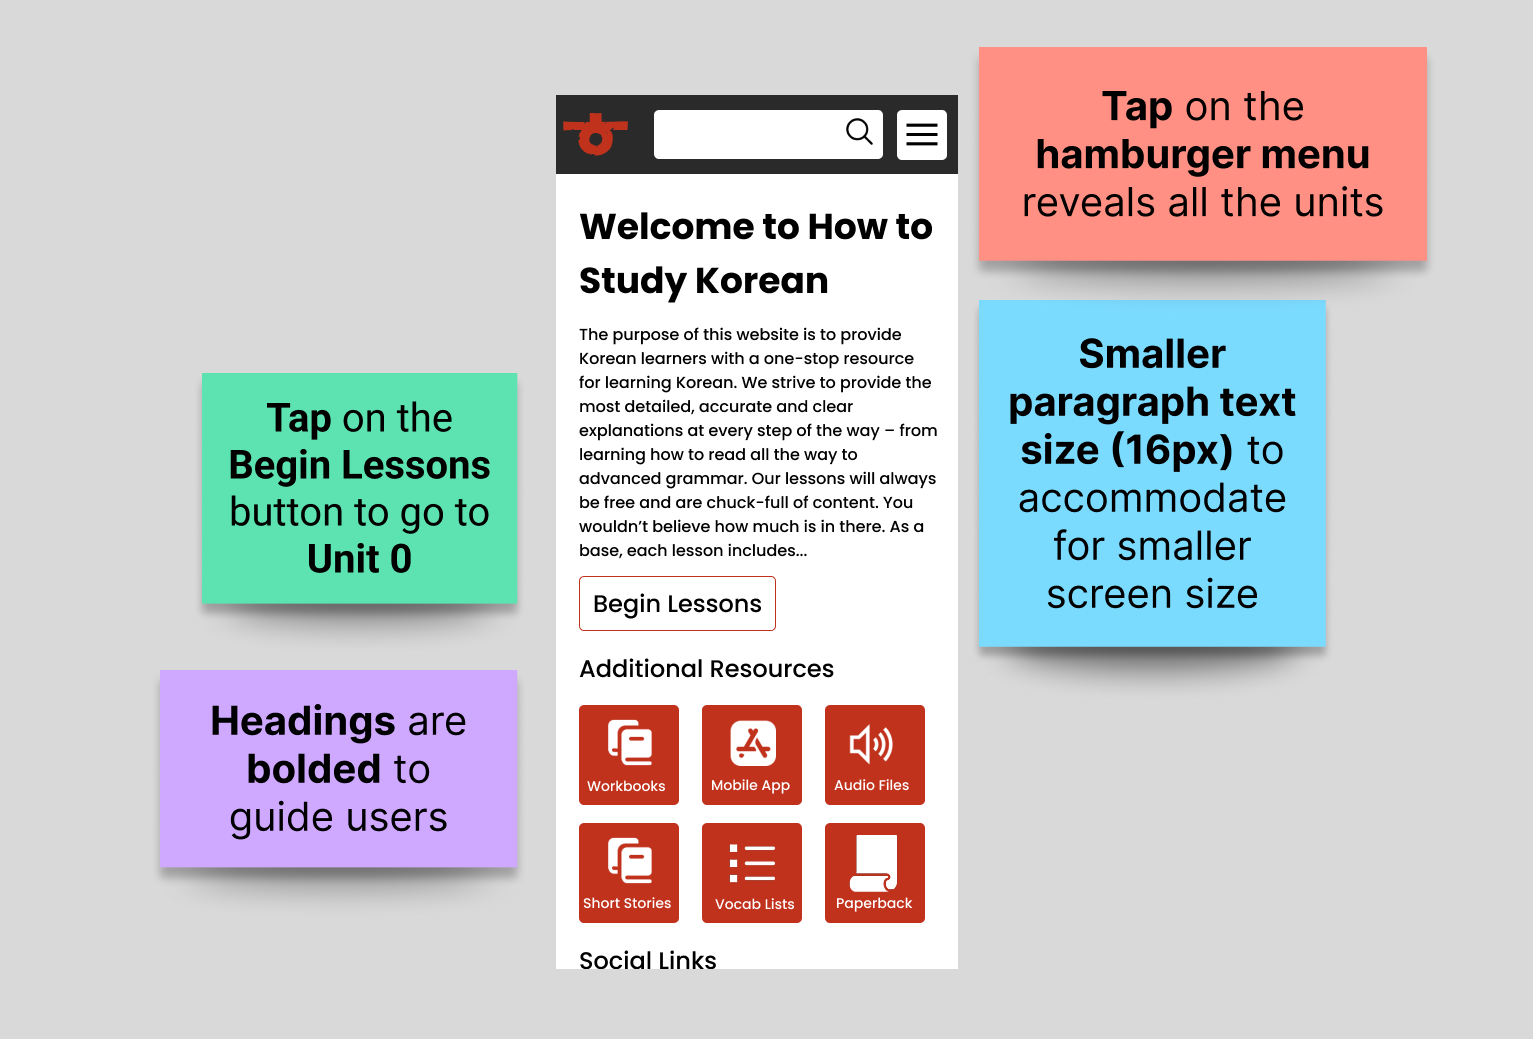 Welcome to How to
Study Korean
The purpose of this website is to provide
Korean learners with a one-stop resource
for learning Korean. We strive to provide the
most detailed, accurate and clear
explanations at every step of the way – from
learning how to read all the way to
advanced grammar. Our lessons will always
be free and are chuck-full of content. You
wouldn’t believe how much is in there. As a
base, each lesson includes...
Begin Lessons
Additional Resources
Workbooks
Mobile App
Audio Files
Short Stories
Vocab Lists
Paperback
Social Links
Tap on the
Begin Lessons
button to go to
Unit 0
Headings are
bolded to
guide users
Tap on the
hamburger menu
reveals all the units
Smaller
paragraph text
size (16px) to
accommodate
for smaller
screen size